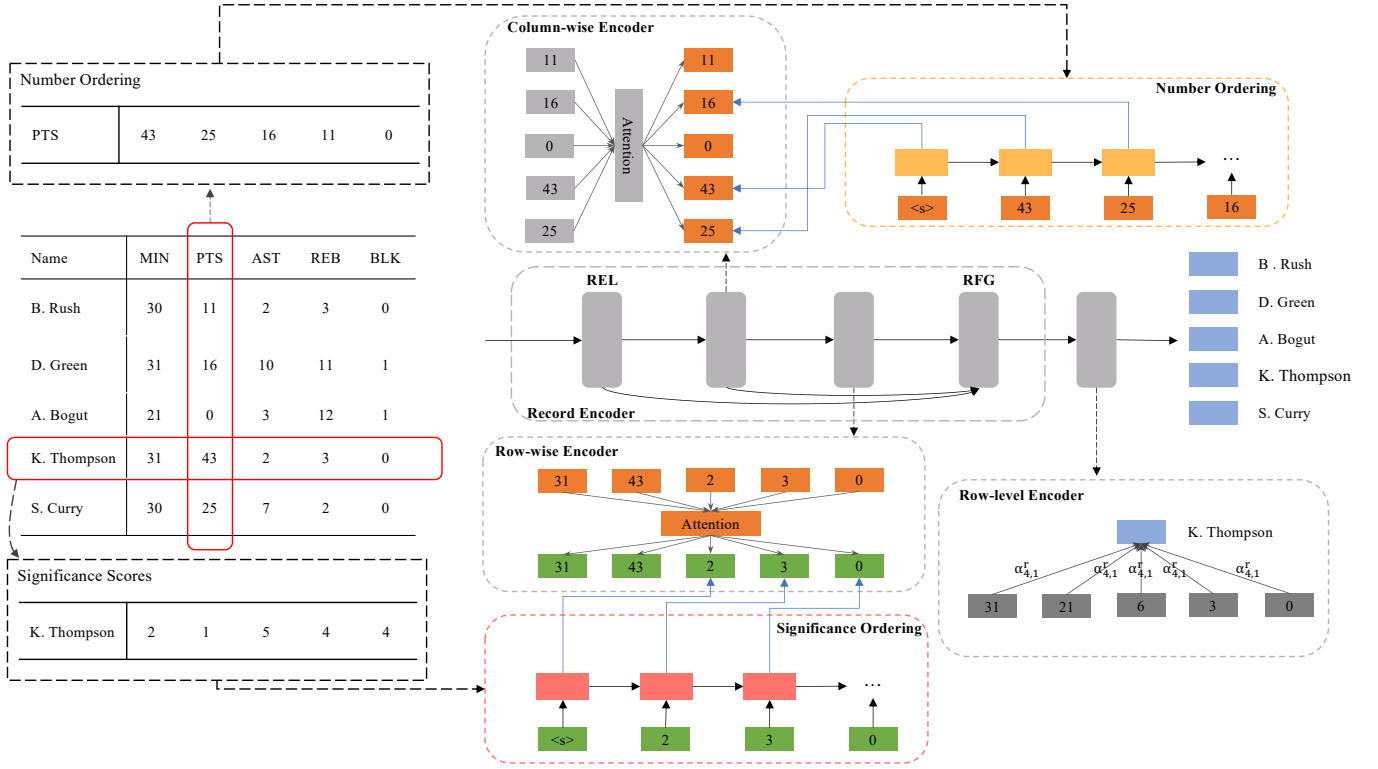 Number Ordering
PTS 43 25 16 11 0
Name MIN PTS AST REB BLK
B. Rush 30 11 2 3 0
D. Green 31 16 10 11 1
A. Bogut 21 0 3 12 1
K. Thompson 31 43 2 3 0
S. Curry 30 25 7 2 0
Significance Scores
K. Thompson 2 1 5 4 4
Column-wise Encoder
11 11
16 16
0 0
43 43
25 25
Attention
Number Ordering
...
<s> 43 25 16
REL RFG
Record Encoder
B . Rush
D. Green
A. Bogut
K. Thompson
S. Curry
Row-wise Encoder
31 43 2 3 0
Attention
31 43 2 3 0
Significance Ordering
...
<s> 2 3 0
Row-level Encoder
K. Thompson
α^r_{4,1} α^r_{4,1} α^r_{4,1} α^r_{4,1} α^r_{4,1}
31 21 6 3 0